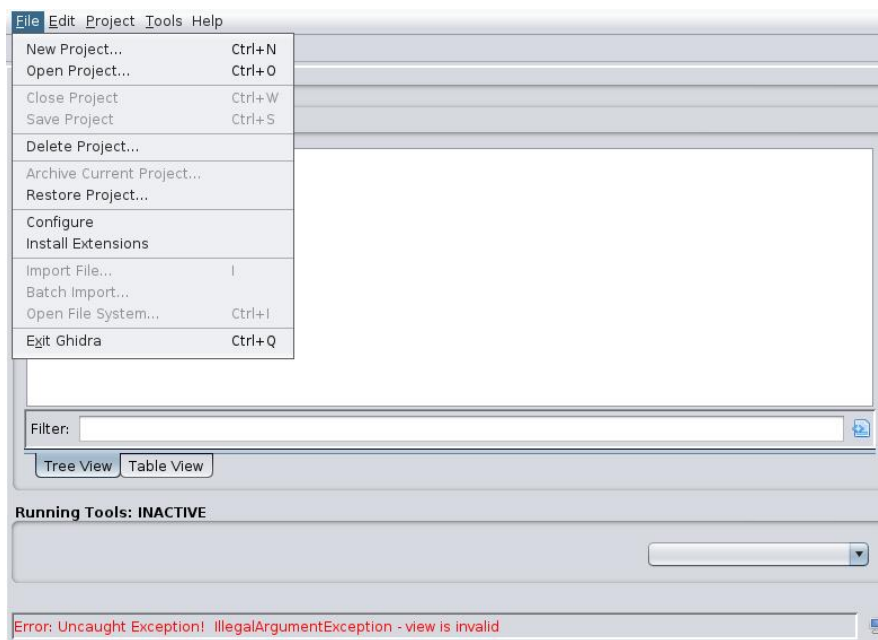 File Edit Project Tools Help
New Project... Ctrl+N
Open Project... Ctrl+O
Close Project Ctrl+W
Save Project Ctrl+S
Delete Project...
Archive Current Project...
Restore Project...
Configure
Install Extensions
Import File... I
Batch Import...
Open File System... Ctrl+I
Exit Ghidra Ctrl+Q
Filter:
Tree View Table View
Running Tools: INACTIVE
Error: Uncaught Exception! IllegalArgumentException - view is invalid